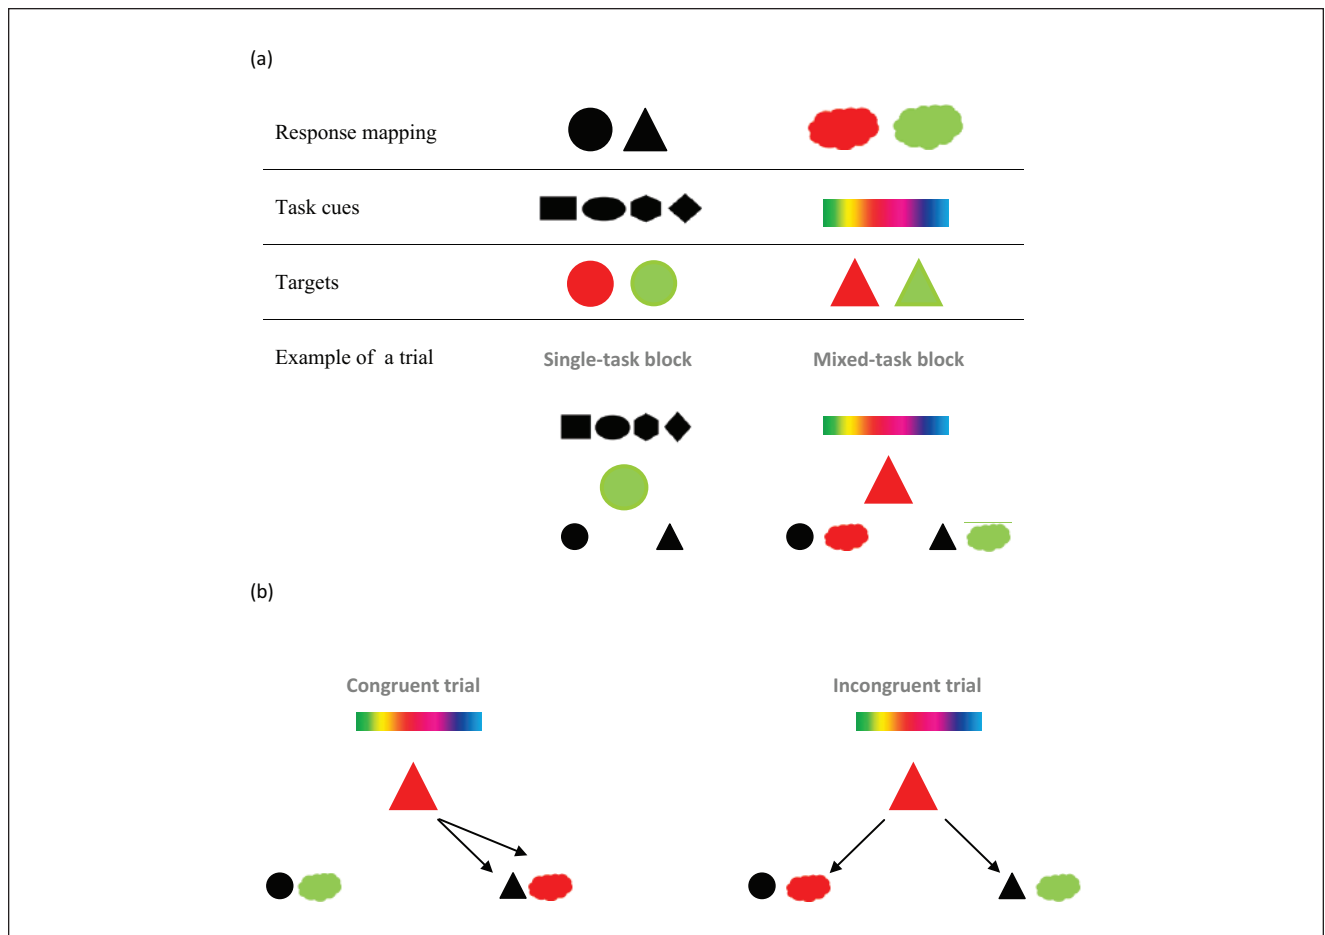 (a)
Response mapping
Task cues
Targets
Example of a trial
Single-task block
Mixed-task block
(b)
Congruent trial
Incongruent trial